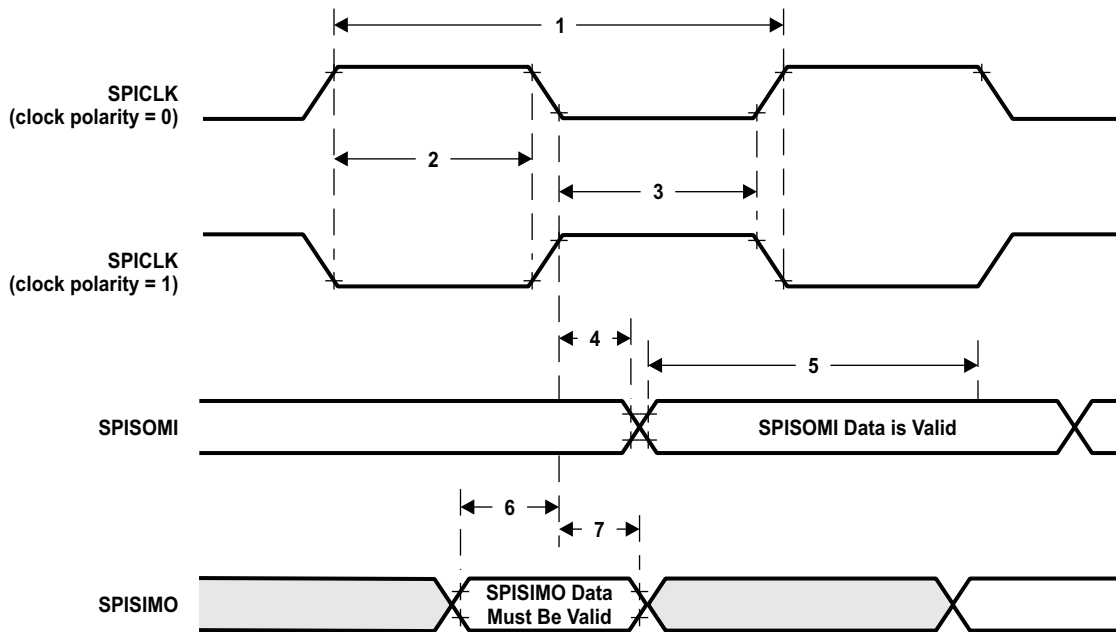 1
SPICLK
(clock polarity = 0)
2
3
SPICLK
(clock polarity = 1)
4
5
SPISOMI
SPISOMI Data is Valid
6
7
SPISIMO
SPISIMO Data
Must Be Valid